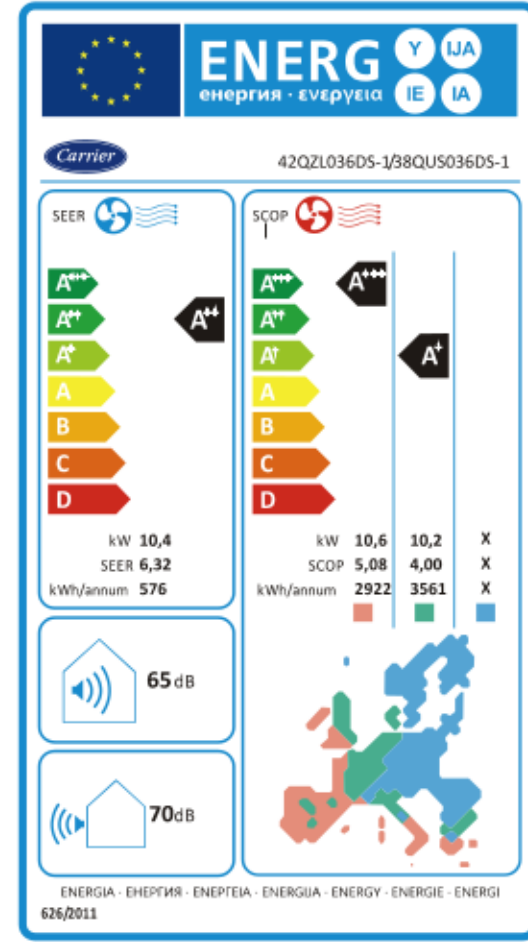 ENERG Y IJA
енергия · ενεργεια IE IA
Carrier
42QZL036DS-1/38QUS036DS-1
SEER
A+++
A++
A+
A
B
C
D
A++
kW 10,4
SEER 6,32
kWh/annum 576
SCOP
A+++
A++
A+
A
B
C
D
A+++
A+
kW 10,6 10,2 X
SCOP 5,08 4,00 X
kWh/annum 2922 3561 X
65 dB
70dB
ENERGIA · ЕНЕРГИЯ · ΕΝΕΡΓΕΙΑ · ENERGIJA · ENERGY · ENERGIE · ENERGI
626/2011